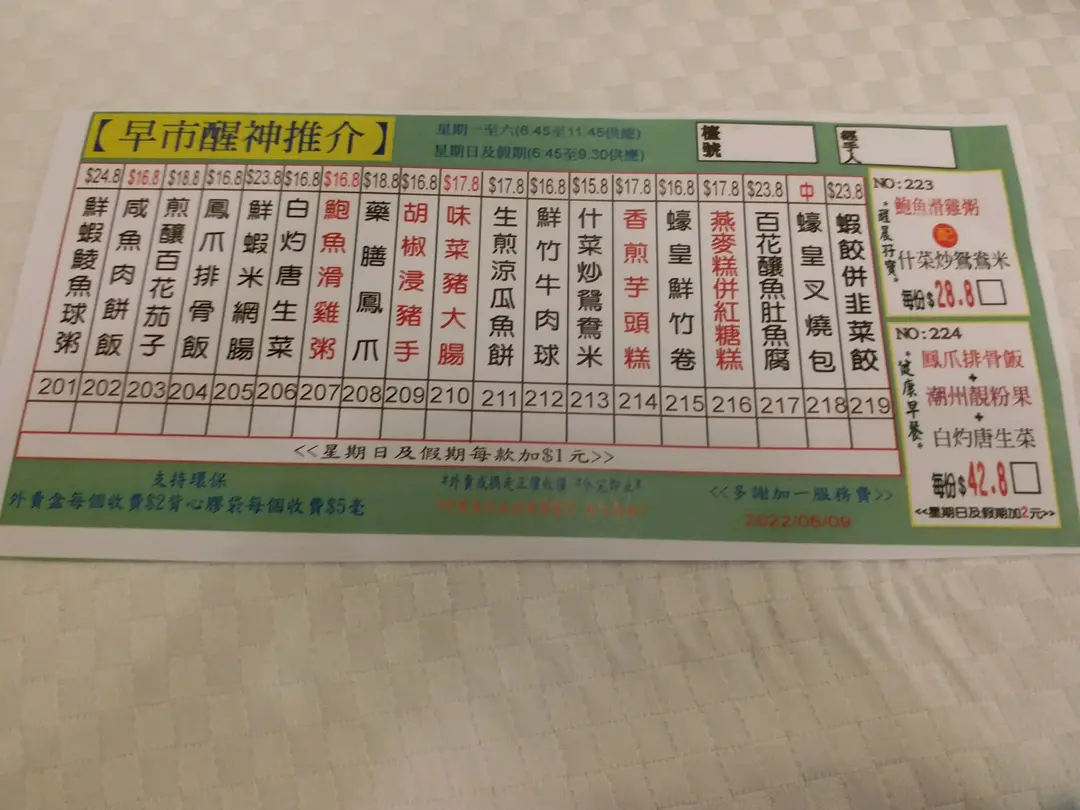 【早市醒神推介】
星期一至六(6:45至11:45供應)
星期日及假期(6:45至9:30供應)
檯號
經手人
$24.8 鮮蝦鯪魚球粥 201
$16.8 咸魚肉餅飯 202
$18.8 煎釀百花茄子 203
$16.8 鳳爪排骨飯 204
$23.8 鮮蝦米網腸 205
$16.8 白灼唐生菜 206
$16.8 鮑魚滑雞粥 207
$18.8 藥膳鳳爪 208
$16.8 胡椒浸豬手 209
$17.8 味菜豬大腸 210
$17.8 生煎涼瓜魚餅 211
$16.8 鮮竹牛肉球 212
$15.8 什菜炒鴛鴦米 213
$17.8 香煎芋頭糕 214
$16.8 蠔皇鮮竹卷 215
$17.8 燕麥糕併紅糖糕 216
$23.8 百花釀魚肚魚腐 217
中 蠔皇叉燒包 218
$23.8 蝦餃併韭菜餃 219
<<星期日及假期每款加$1元>>
支持環保
外賣盒每個收費$2背心膠袋每個收費$5毫
<<多謝加一服務費>>
2022/06/09
NO:223
鮑魚滑雞粥
配
什菜炒鴛鴦米
每份$28.8
NO:224
*健康早餐*
鳳爪排骨飯
+
潮州靚粉果
+
白灼唐生菜
每份$42.8
<<星期日及假期加2元>>